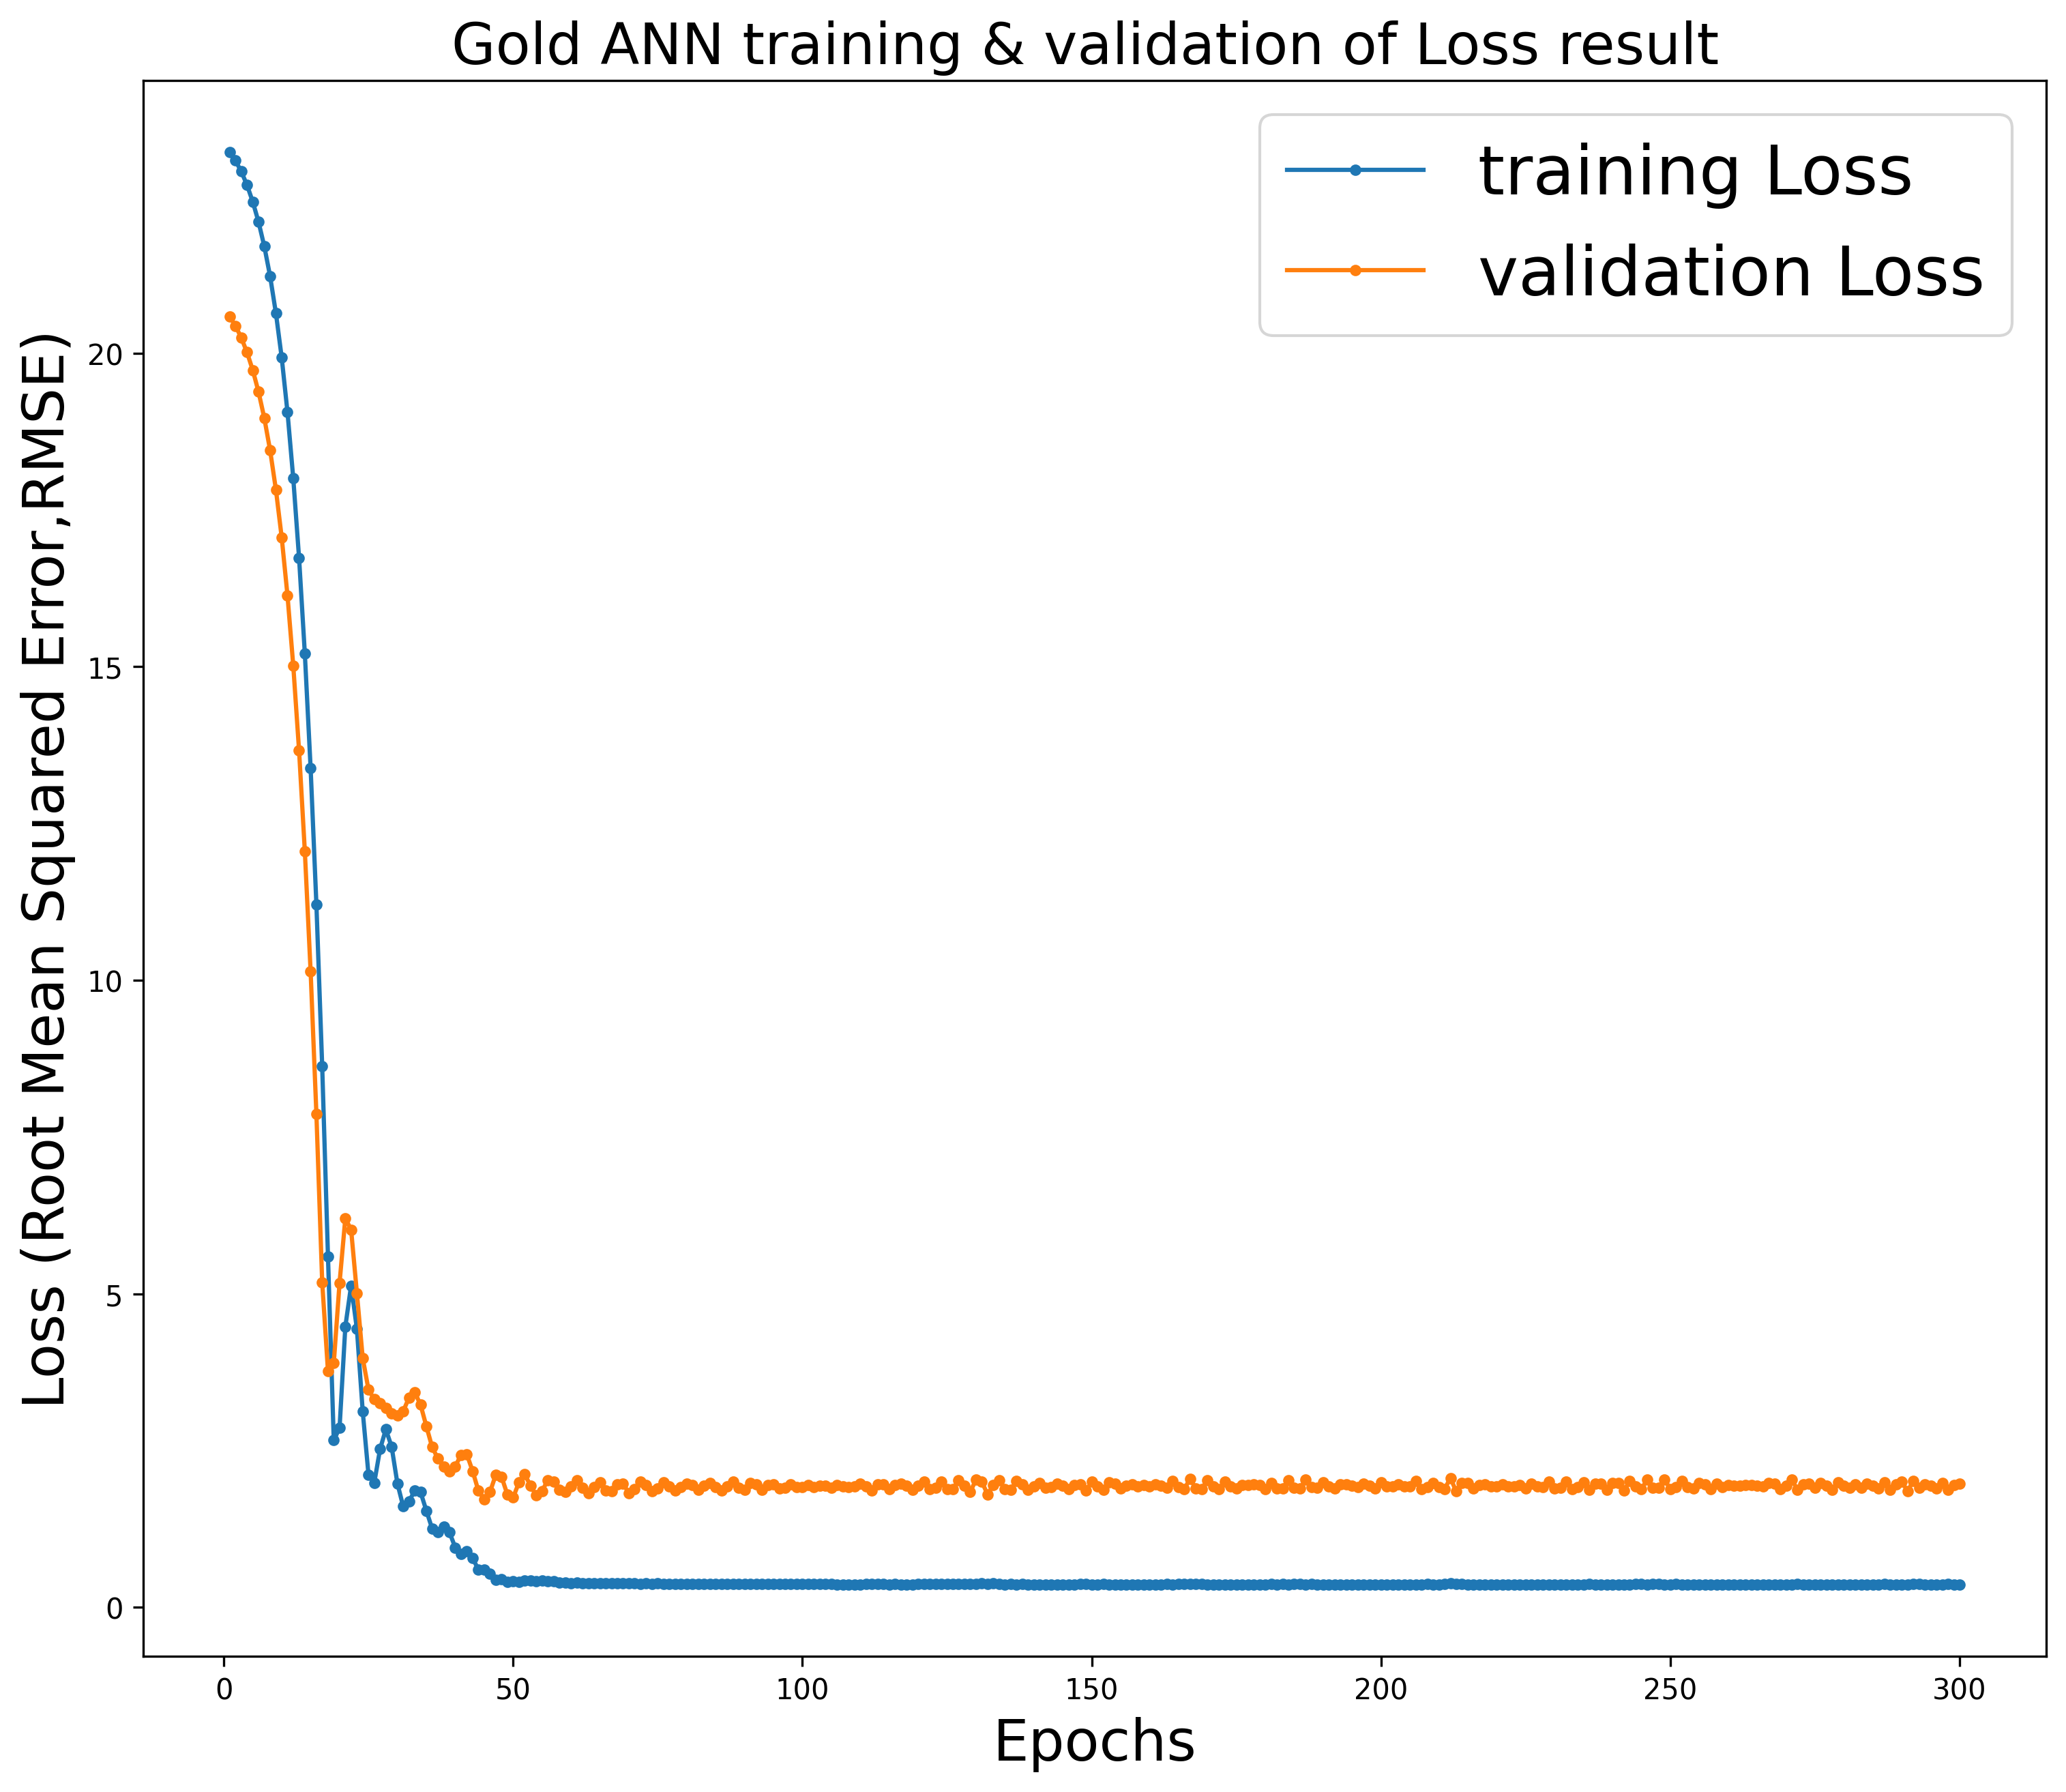 Gold ANN training & validation of Loss result
training Loss
validation Loss
Loss (Root Mean Squared Error,RMSE)
20
15
10
5
0
0
50
100
150
200
250
300
Epochs